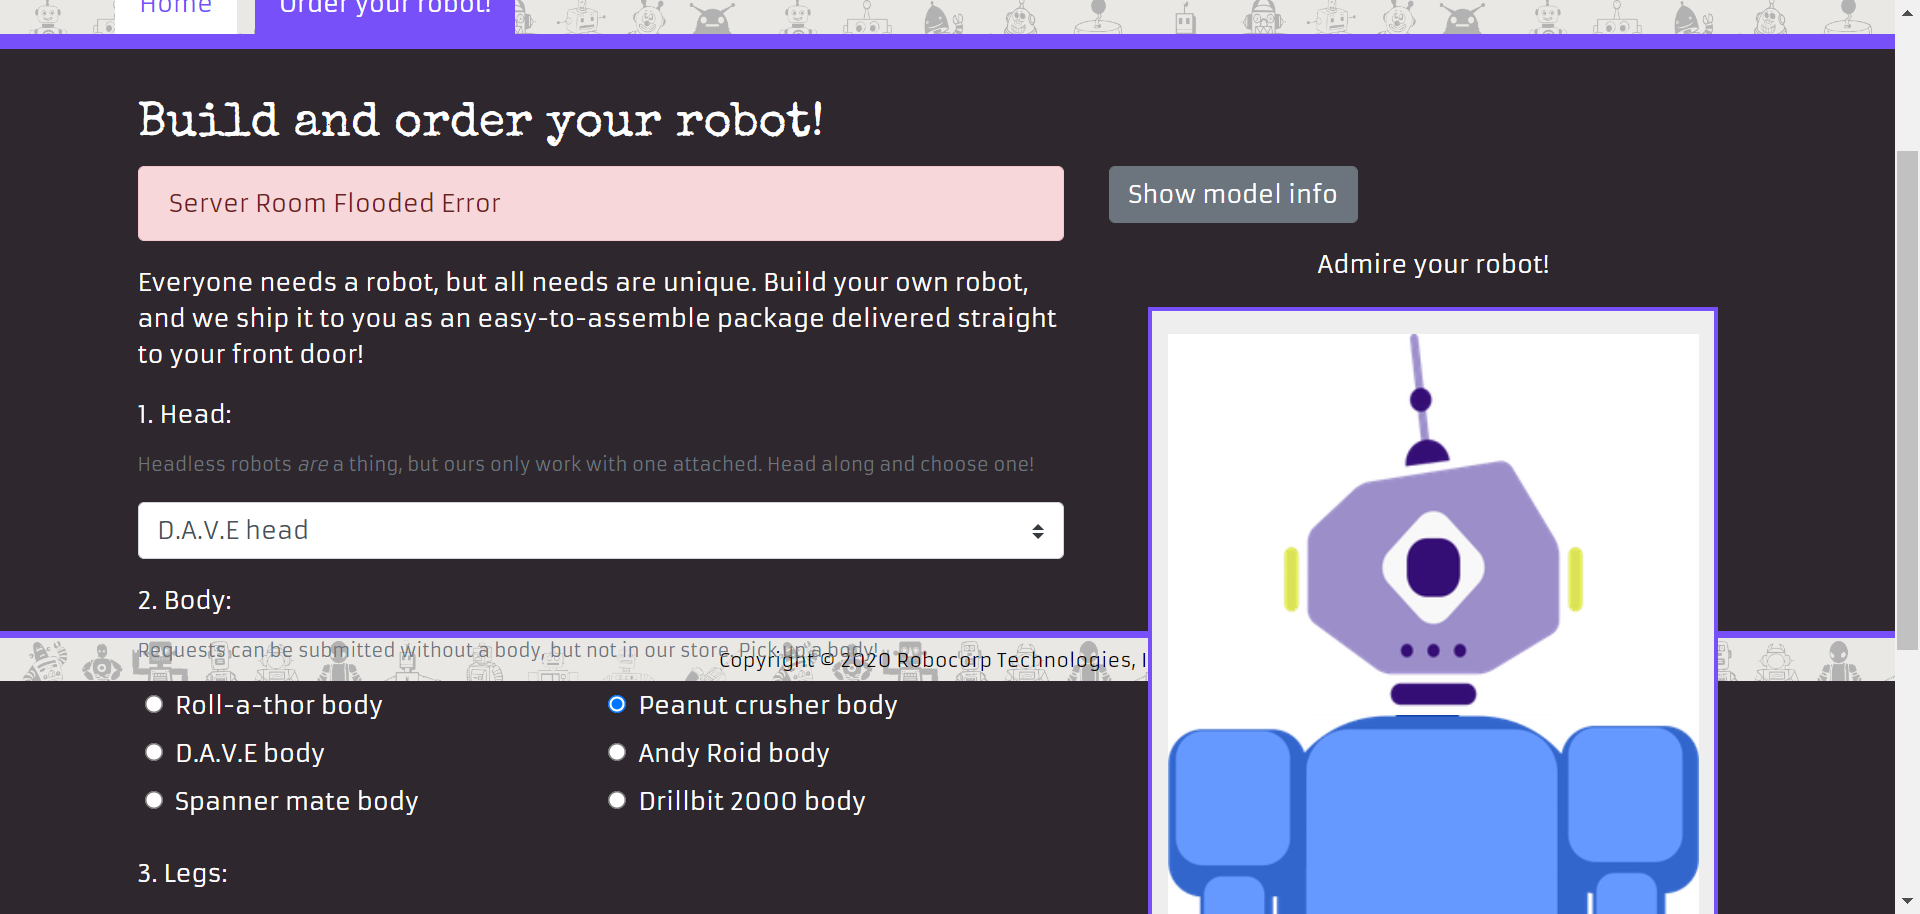 Home
Order your robot!
Build and order your robot!
Server Room Flooded Error
Show model info
Admire your robot!
Everyone needs a robot, but all needs are unique. Build your own robot,
and we ship it to you as an easy-to-assemble package delivered straight
to your front door!
1. Head:
Headless robots are a thing, but ours only work with one attached. Head along and choose one!
D.A.V.E head
2. Body:
Requests can be submitted without a body, but not in our store. Pick a body!
Copyright © 2020 Robocorp Technologies, I
Roll-a-thor body
Peanut crusher body
D.A.V.E body
Andy Roid body
Spanner mate body
Drillbit 2000 body
3. Legs: